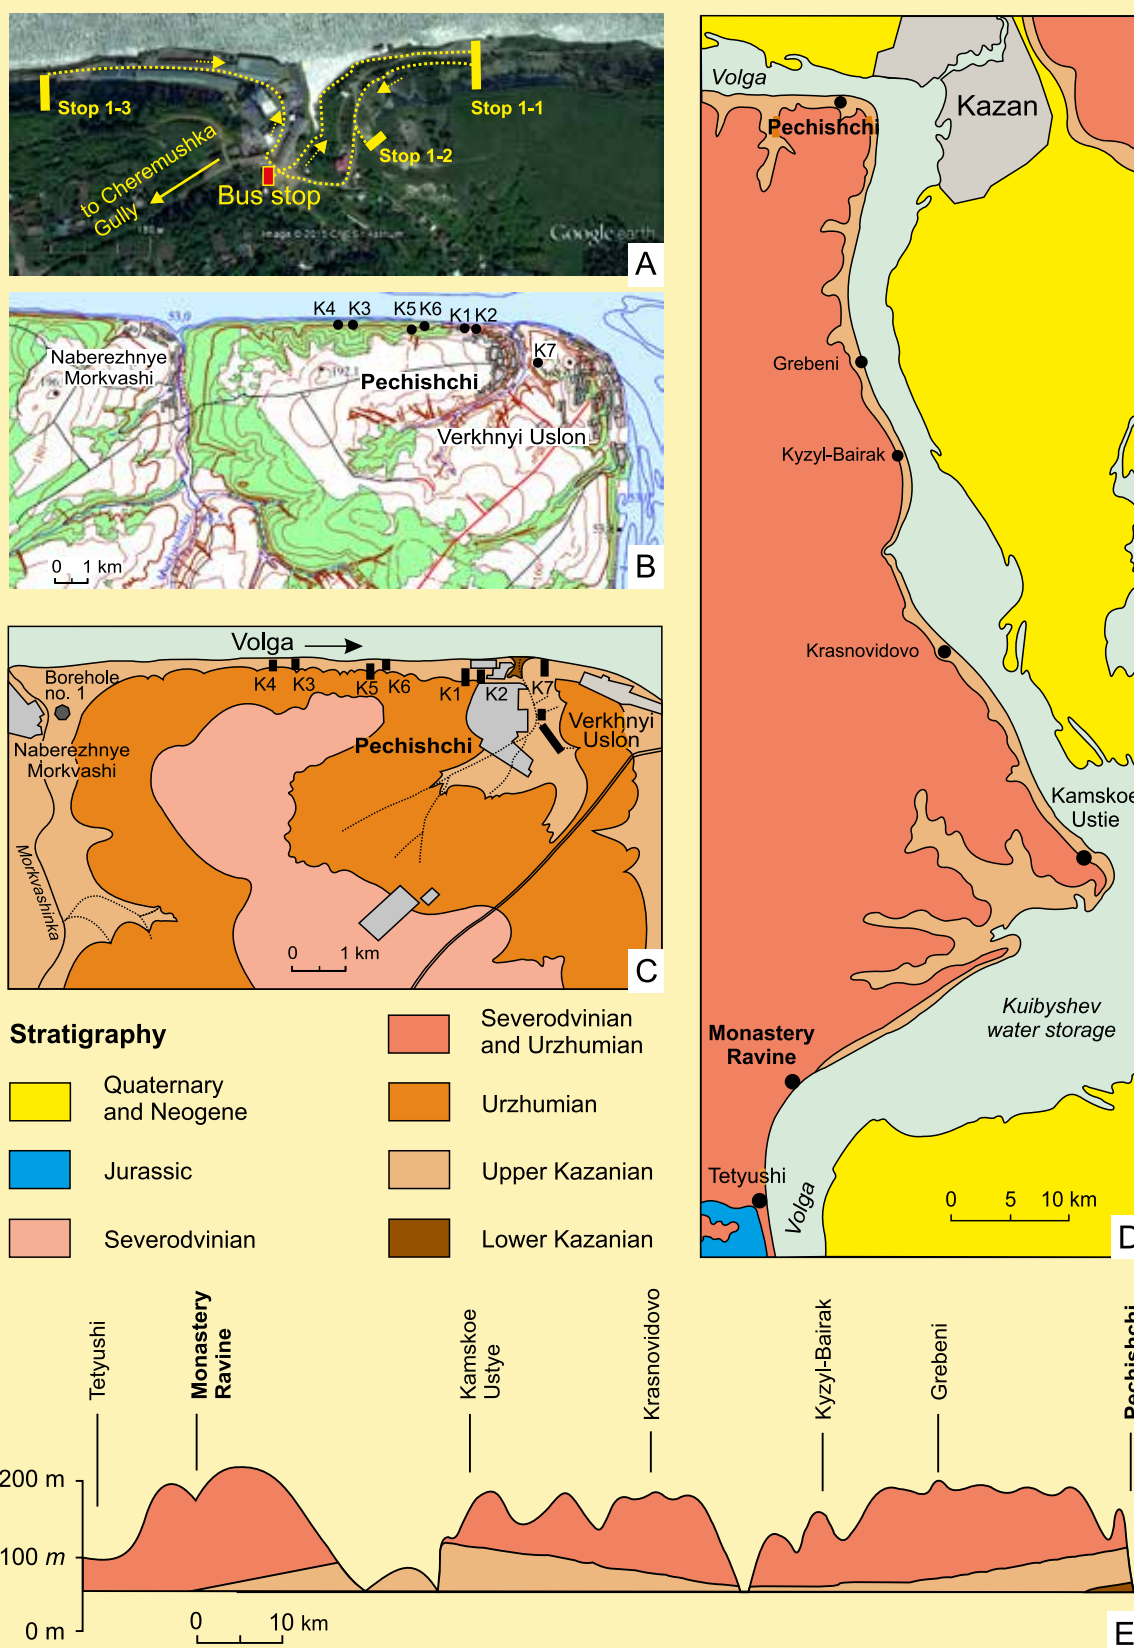 Stop 1-3
Stop 1-1
Stop 1-2
to Cheremushka
Gully
Bus stop
Google earth
A
53,0
K4 K3 K5 K6 K1 K2
K7
Naberezhnye
Morkvashi
192,1
Pechishchi
Verkhnyi Uslon
0 1 km
B
Volga
Borehole
no. 1
K4 K3 K5 K6 K1 K2 K7
Naberezhnye
Morkvashi
Pechishchi
Verkhnyi
Uslon
Morkvashinka
0 1 km
C
Volga
Kazan
Pechishchi
Grebeni
Kyzyl-Bairak
Krasnovidovo
Kamskoe
Ustie
Kuibyshev
water storage
Monastery
Ravine
Tetyushi
Volga
0 5 10 km
D
Stratigraphy
Quaternary
and Neogene
Jurassic
Severodvinian
Severodvinian
and Urzhumian
Urzhumian
Upper Kazanian
Lower Kazanian
Tetyushi
Monastery
Ravine
Kamskoe
Ustye
Krasnovidovo
Kyzyl-Bairak
Grebeni
Pechishchi
200 m
100 m
0 m
0 10 km
E